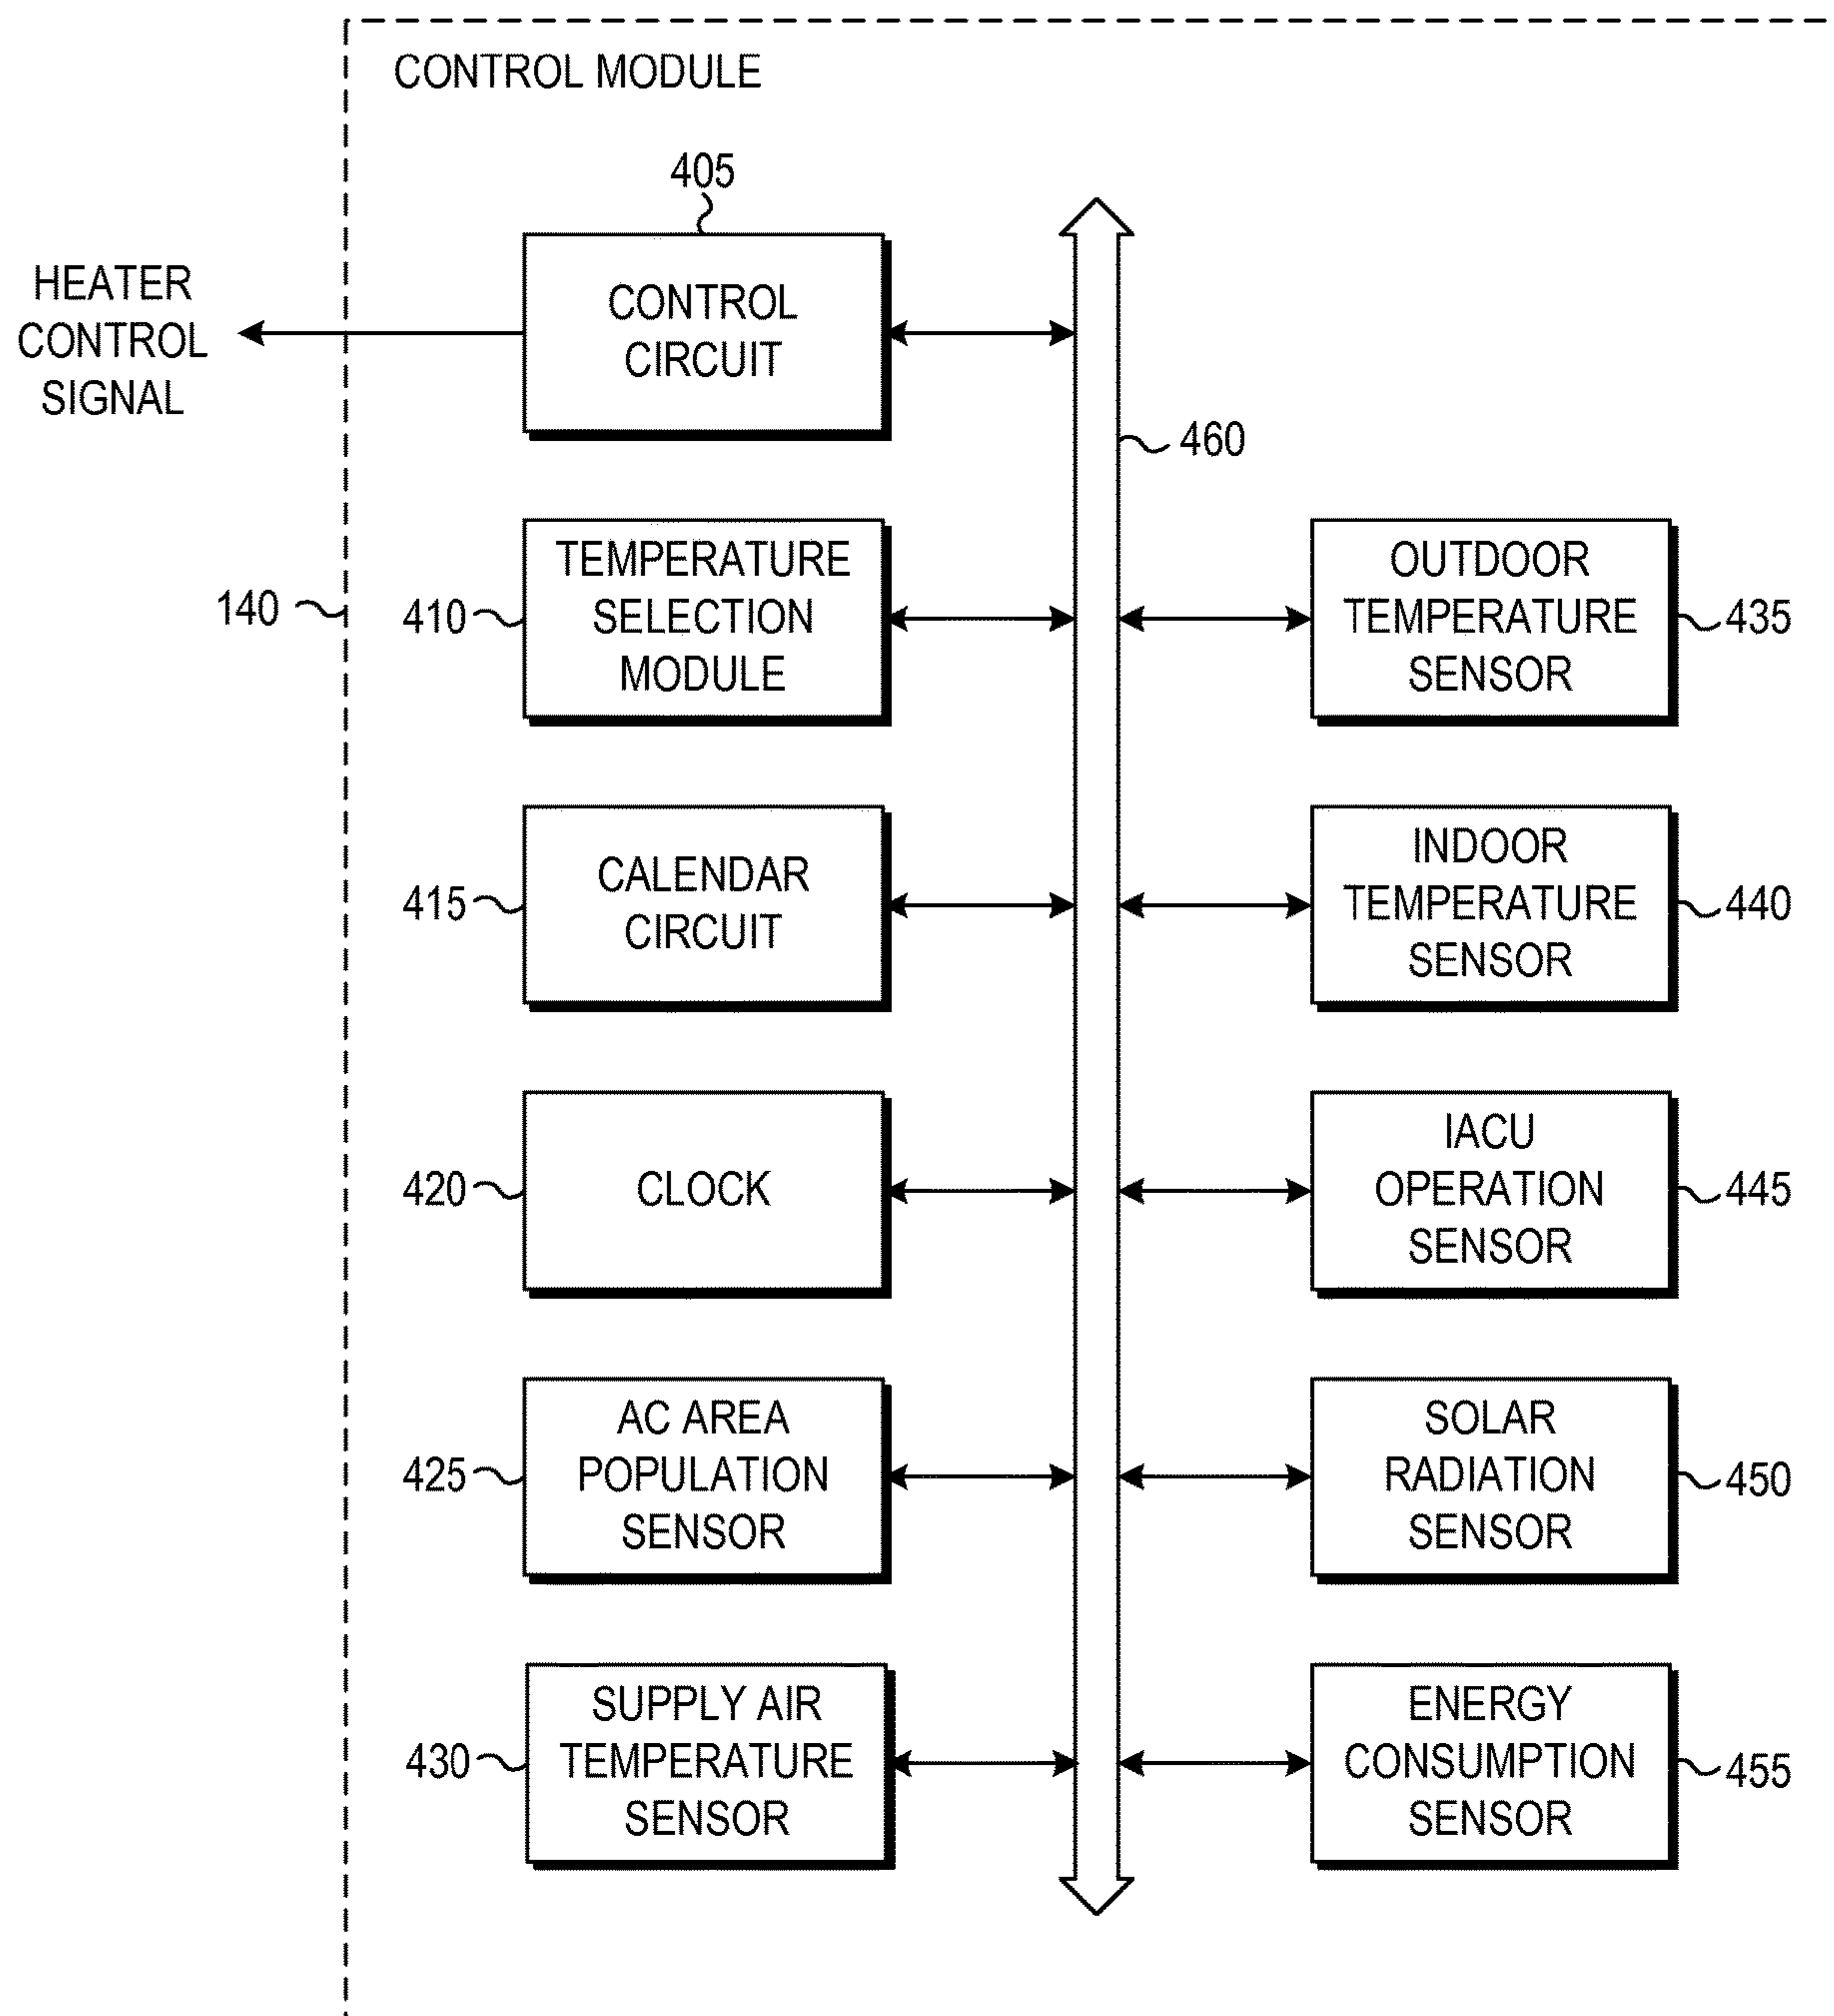 CONTROL MODULE
405
HEATER
CONTROL
SIGNAL
CONTROL
CIRCUIT
460
140
410
TEMPERATURE
SELECTION
MODULE
OUTDOOR
TEMPERATURE
SENSOR
435
415
CALENDAR
CIRCUIT
INDOOR
TEMPERATURE
SENSOR
440
420
CLOCK
IACU
OPERATION
SENSOR
445
425
AC AREA
POPULATION
SENSOR
SOLAR
RADIATION
SENSOR
450
430
SUPPLY AIR
TEMPERATURE
SENSOR
ENERGY
CONSUMPTION
SENSOR
455